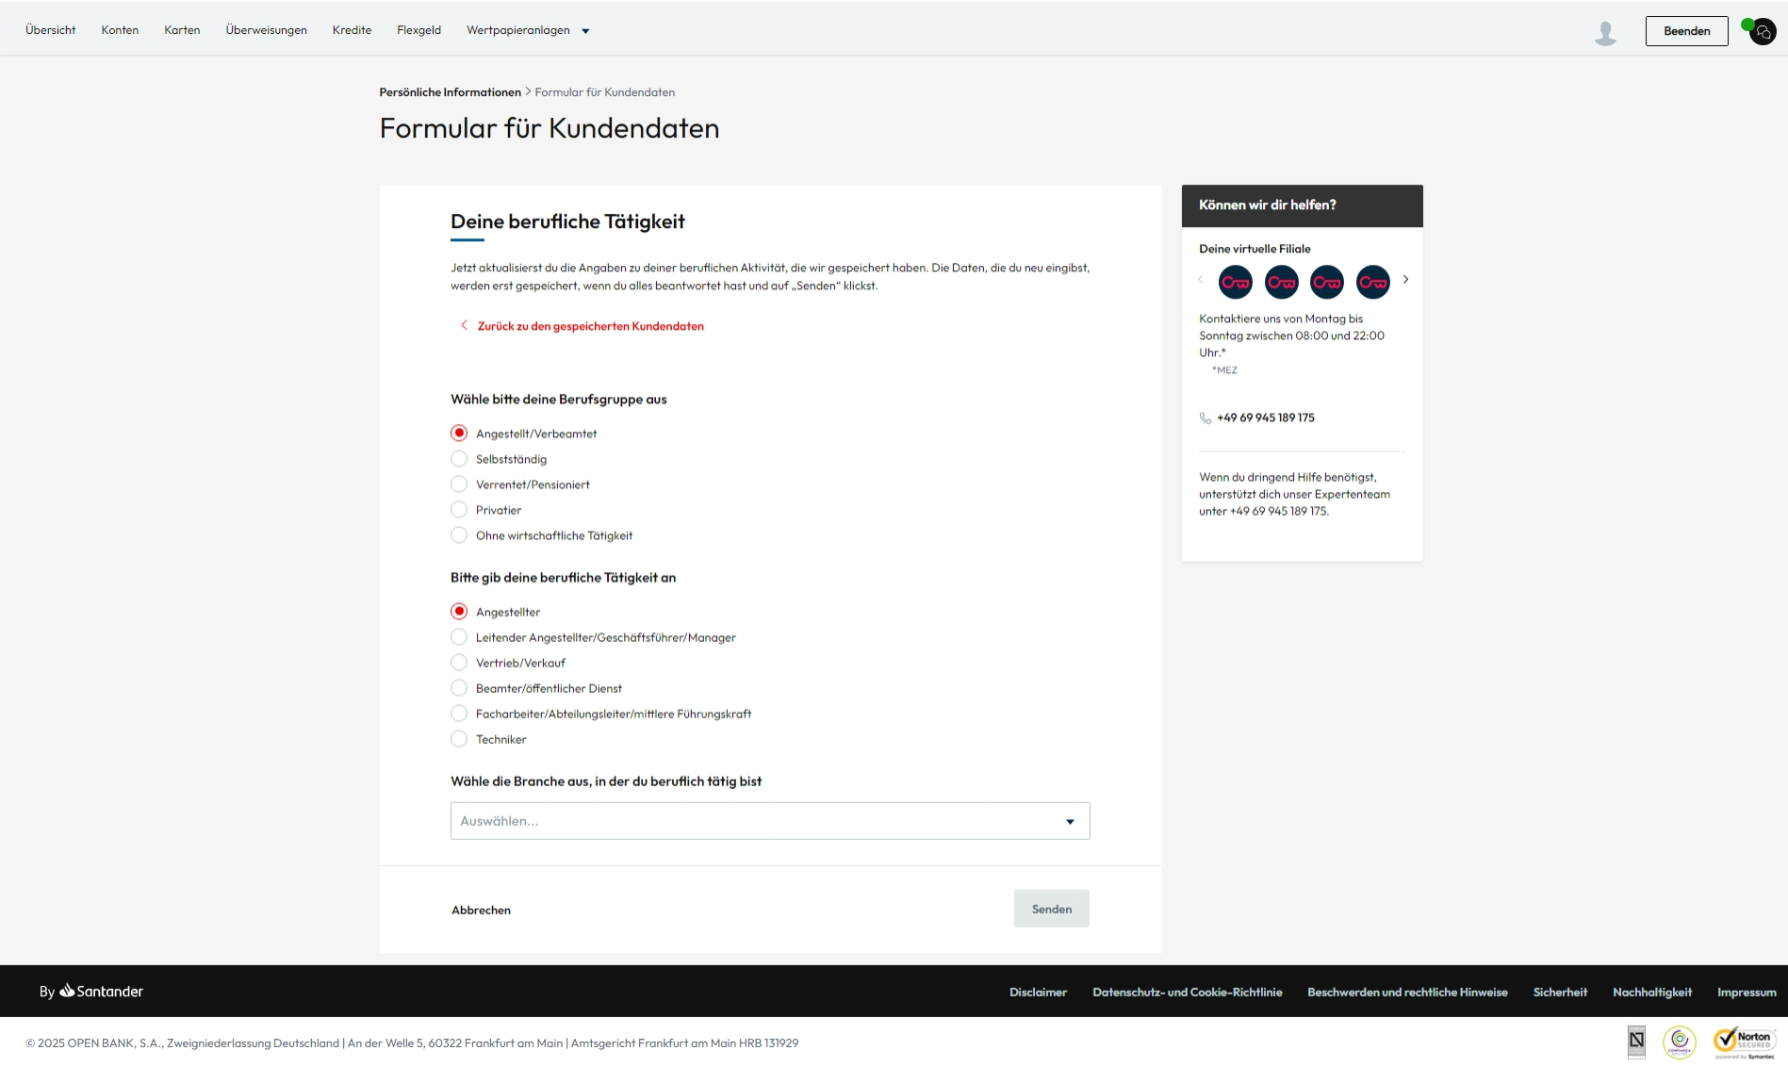 Übersicht Konten Karten Überweisungen Kredite Flexgeld Wertpapieranlagen
Beenden
Persönliche Informationen > Formular für Kundendaten
Formular für Kundendaten
Deine berufliche Tätigkeit
Jetzt aktualisierst du die Angaben zu deiner beruflichen Aktivität, die wir gespeichert haben. Die Daten, die du neu eingibst,
werden erst gespeichert, wenn du alles beantwortet hast und auf „Senden“ klickst.
Zurück zu den gespeicherten Kundendaten
Wähle bitte deine Berufsgruppe aus
Angestellt/Verbeamtet
Selbstständig
Verrentet/Pensioniert
Privatier
Ohne wirtschaftliche Tätigkeit
Bitte gib deine berufliche Tätigkeit an
Angestellter
Leitender Angestellter/Geschäftsführer/Manager
Vertrieb/Verkauf
Beamter/öffentlicher Dienst
Facharbeiter/Abteilungsleiter/mittlere Führungskraft
Techniker
Wähle die Branche aus, in der du beruflich tätig bist
Auswählen...
Abbrechen
Senden
Können wir dir helfen?
Deine virtuelle Filiale
Kontaktiere uns von Montag bis
Sonntag zwischen 08:00 und 22:00
Uhr.*
*MEZ
+49 69 945 189 175
Wenn du dringend Hilfe benötigst,
unterstützt dich unser Expertenteam
unter +49 69 945 189 175.
By Santander
Disclaimer Datenschutz- und Cookie-Richtlinie Beschwerden und rechtliche Hinweise Sicherheit Nachhaltigkeit Impressum
© 2025 OPEN BANK, S.A., Zweigniederlassung Deutschland | An der Welle 5, 60322 Frankfurt am Main | Amtsgericht Frankfurt am Main HRB 131929
Norton
SECURED
powered by Symantec